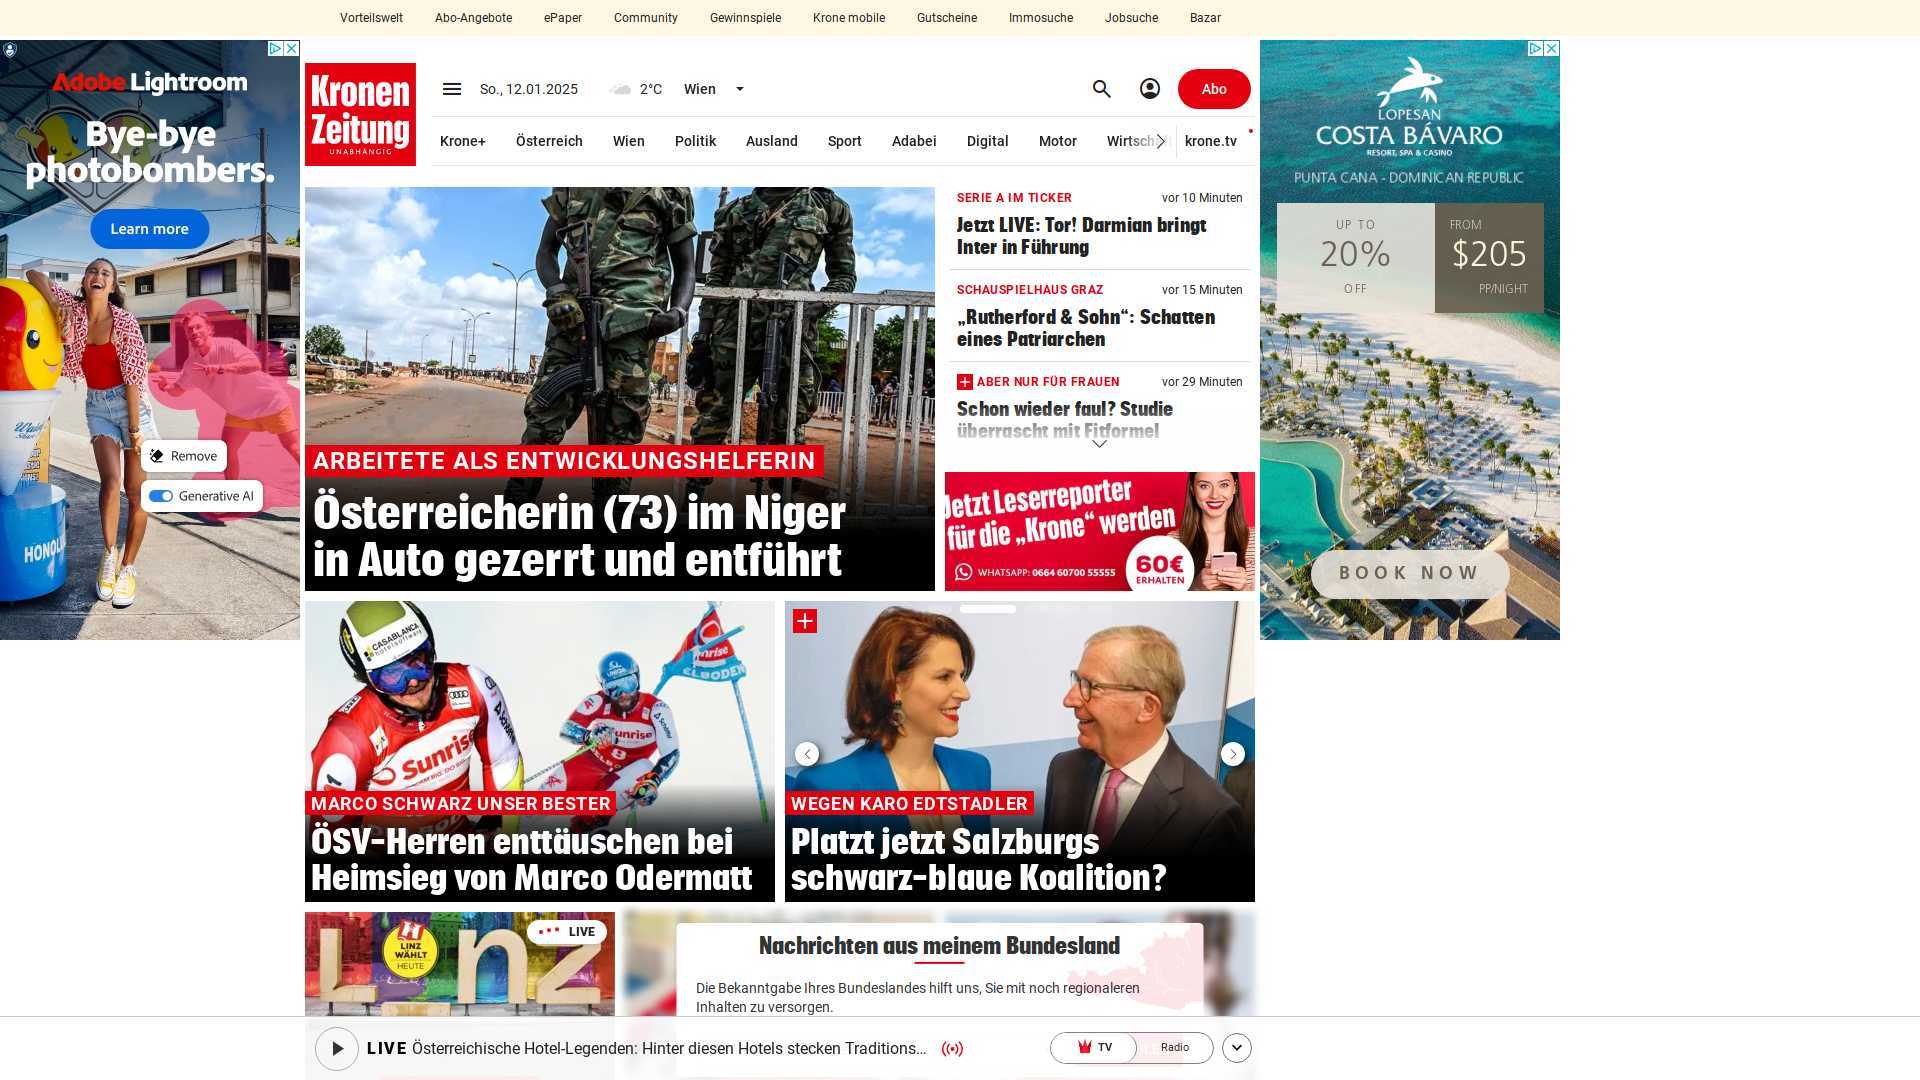 Vorteilswelt Abo-Angebote ePaper Community Gewinnspiele Krone mobile Gutscheine Immosuche Jobsuche Bazar
Adobe Lightroom
Bye-bye
photobombers.
Learn more
Remove
Generative AI
HONOL
Kronen
Zeitung
UNABHÄNGIG
So., 12.01.2025 2°C Wien Abo
Krone+ Österreich Wien Politik Ausland Sport Adabei Digital Motor Wirtsch krone.tv
ARBEITETE ALS ENTWICKLUNGSHELFERIN
Österreicherin (73) im Niger
in Auto gezerrt und entführt
SERIE A IM TICKER vor 10 Minuten
Jetzt LIVE: Tor! Darmian bringt
Inter in Führung
SCHAUSPIELHAUS GRAZ vor 15 Minuten
„Rutherford & Sohn“: Schatten
eines Patriarchen
ABER NUR FÜR FRAUEN vor 29 Minuten
Schon wieder faul? Studie
überrascht mit Fitformel
Jetzt Leserreporter
für die „Krone“ werden
WHATSAPP: 0664 60700 55555
60€
ERHALTEN
LOPESAN
COSTA BÁVARO
RESORT, SPA & CASINO
PUNTA CANA - DOMINICAN REPUBLIC
UP TO
20%
OFF
FROM
$205
PP/NIGHT
BOOK NOW
CASABLANCA
hotelsoftware
Sunrise
sunrise
8
ELBODEN
MARCO SCHWARZ UNSER BESTER
ÖSV-Herren enttäuschen bei
Heimsieg von Marco Odermatt
WEGEN KARO EDTSTADLER
Platzt jetzt Salzburgs
schwarz-blaue Koalition?
LINZ
WÄHLT
HEUTE
Linz
LIVE
Nachrichten aus meinem Bundesland
Die Bekanntgabe Ihres Bundeslandes hilft uns, Sie mit noch regionaleren
Inhalten zu versorgen.
LIVE Österreichische Hotel-Legenden: Hinter diesen Hotels stecken Traditions...
TV Radio